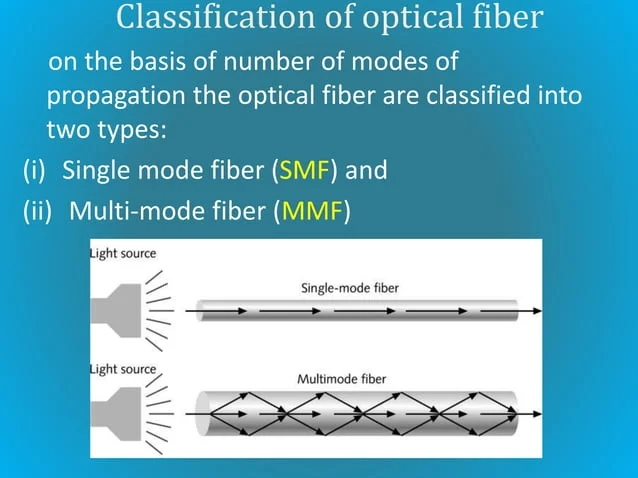 Classification of optical fiber
on the basis of number of modes of
propagation the optical fiber are classified into
two types:
(i) Single mode fiber (SMF) and
(ii) Multi-mode fiber (MMF)
Light source
Single-mode fiber
Light source
Multimode fiber